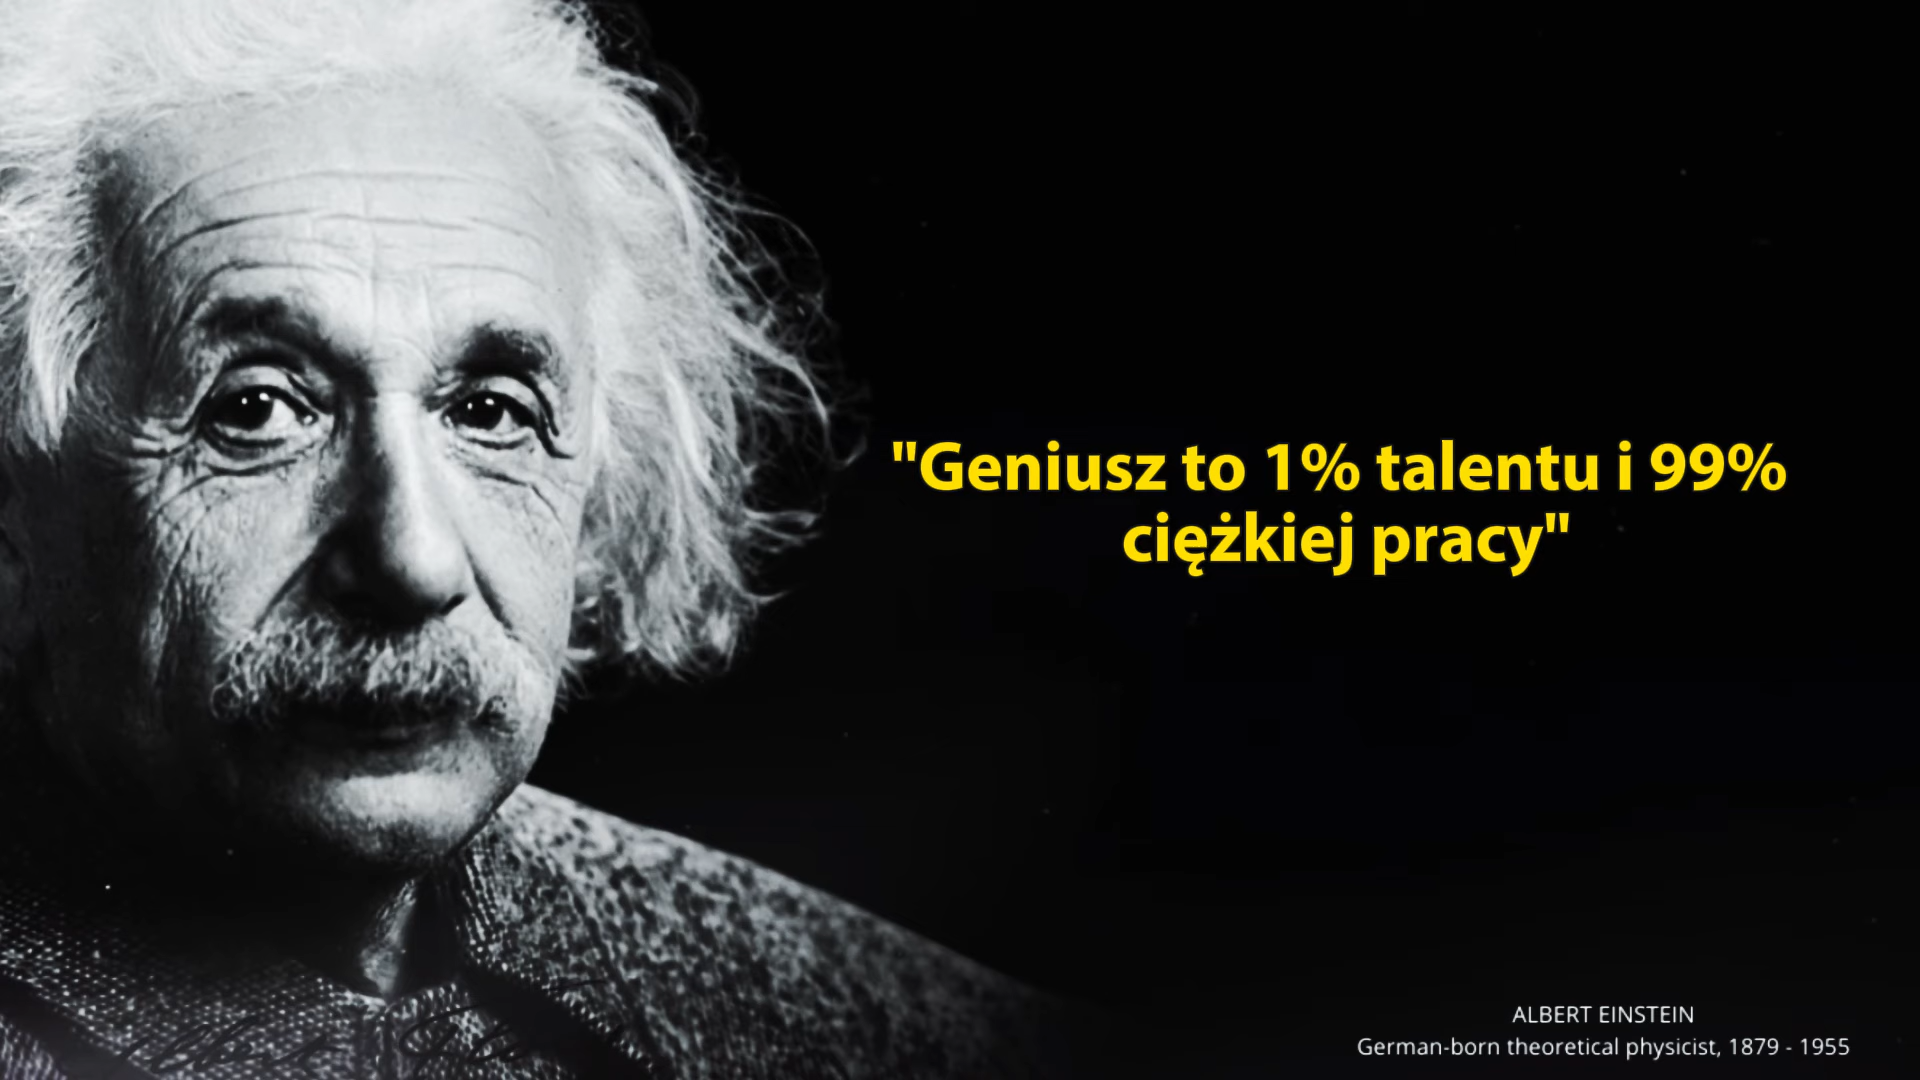 "Geniusz to 1% talentu i 99%
ciężkiej pracy"
ALBERT EINSTEIN
German-born theoretical physicist, 1879 - 1955